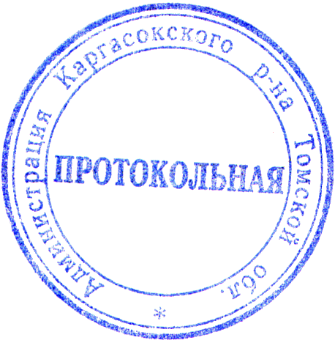 Администрация Каргасокского р-на Томской обл.
*
ПРОТОКОЛЬНАЯ